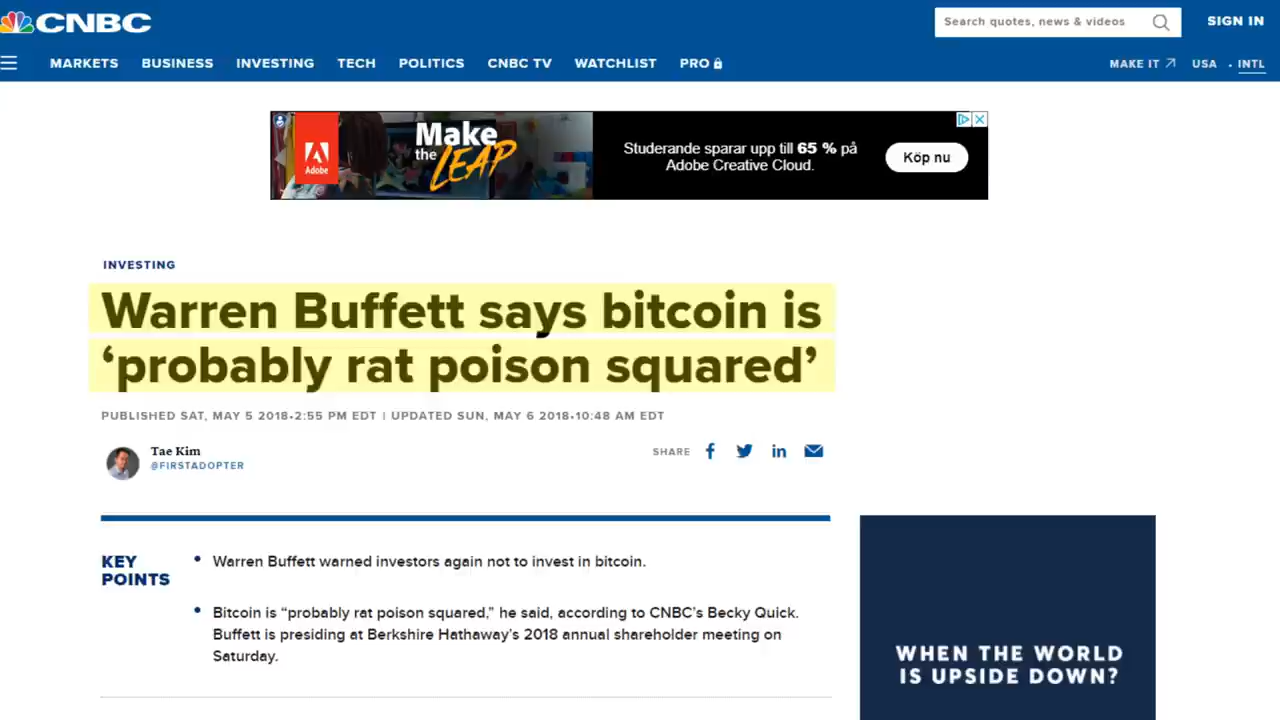 CNBC
Search quotes, news & videos
SIGN IN
MARKETS BUSINESS INVESTING TECH POLITICS CNBC TV WATCHLIST PRO
MAKE IT USA · INTL
Adobe
Make
the LEAP
Studerande sparar upp till 65 % på
Adobe Creative Cloud.
Köp nu
INVESTING
Warren Buffett says bitcoin is
‘probably rat poison squared’
PUBLISHED SAT, MAY 5 2018•2:55 PM EDT | UPDATED SUN, MAY 6 2018•10:48 AM EDT
Tae Kim
@FIRSTADOPTER
SHARE
KEY
POINTS
• Warren Buffett warned investors again not to invest in bitcoin.
• Bitcoin is “probably rat poison squared,” he said, according to CNBC’s Becky Quick.
Buffett is presiding at Berkshire Hathaway’s 2018 annual shareholder meeting on
Saturday.
WHEN THE WORLD
IS UPSIDE DOWN?